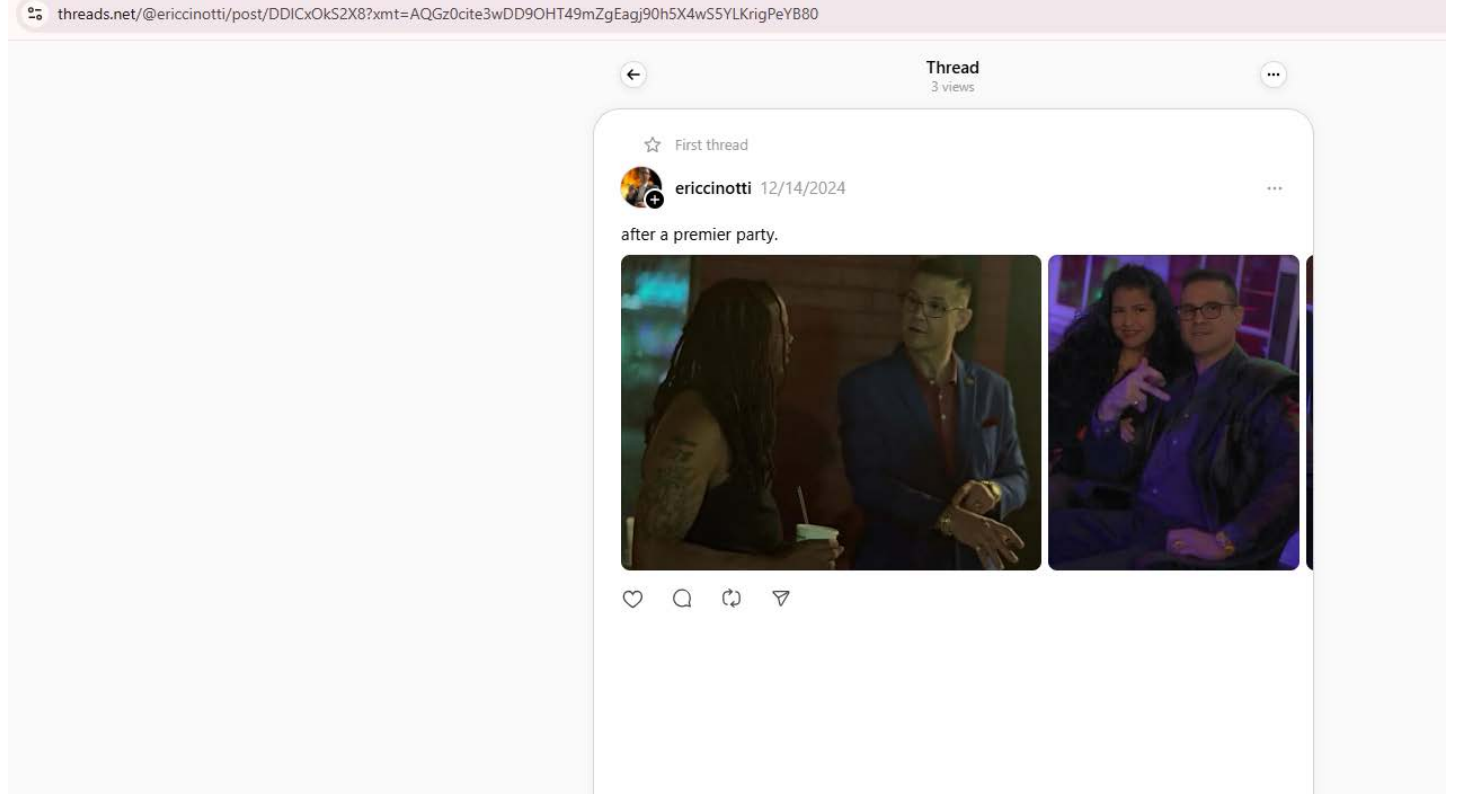 threads.net/@ericcinotti/post/DDICxOkS2X8?xmt=AQGz0cite3wDD9OHT49mZgEagj90h5X4wS5YLKrigPeYB80
Thread
3 views
First thread
ericcinotti 12/14/2024
after a premier party.